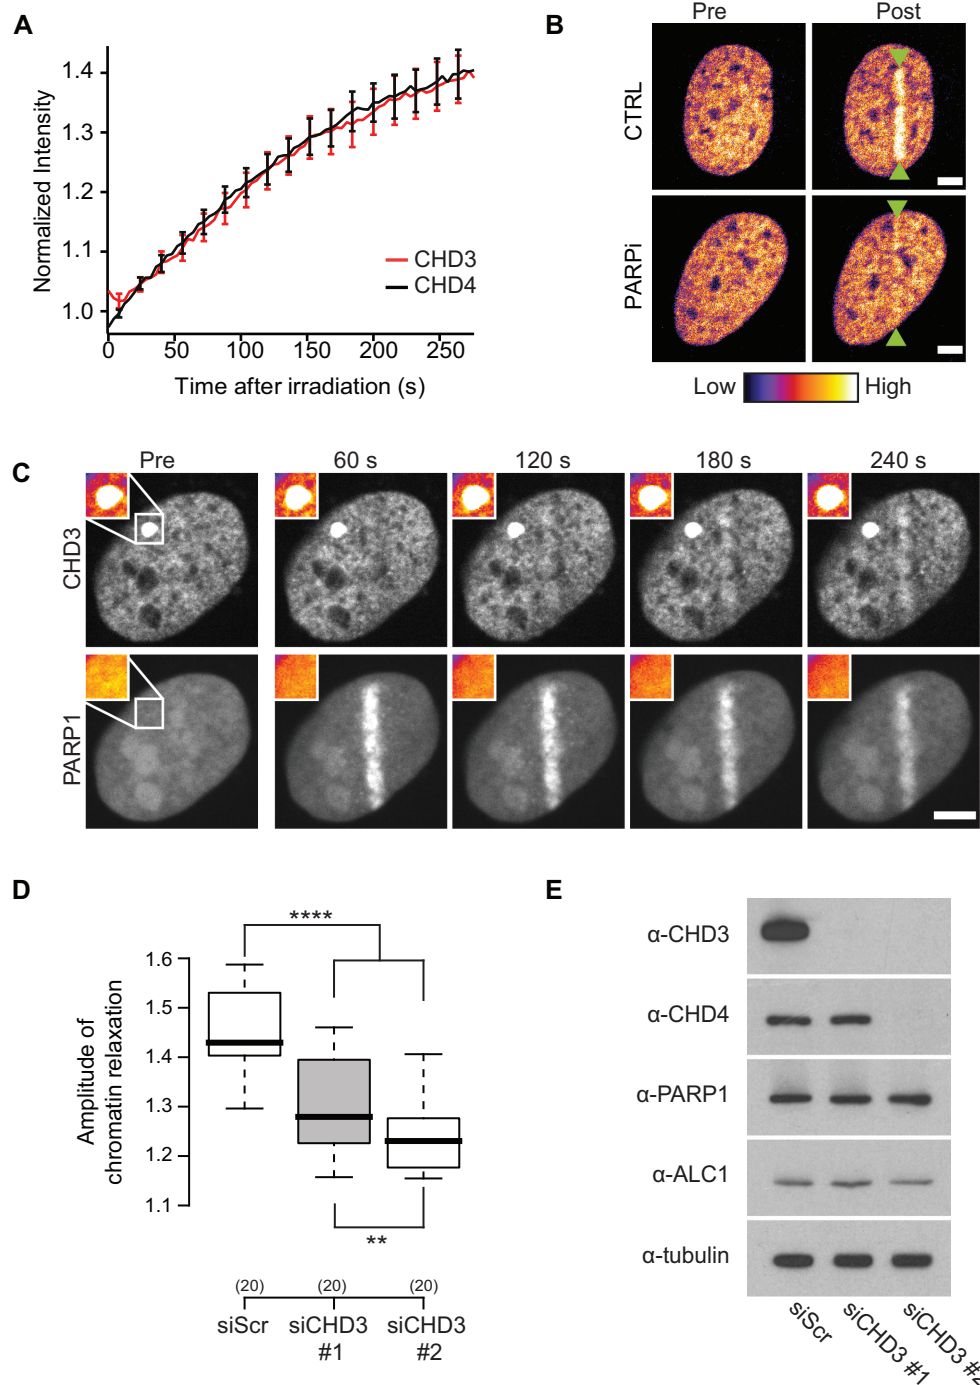 A
1.4
1.3
1.2
1.1
1.0
Normalized Intensity
CHD3
CHD4
0 50 100 150 200 250
Time after irradiation (s)
B
Pre Post
CTRL
PARPi
Low High
C
Pre 60 s 120 s 180 s 240 s
CHD3
PARP1
D
****
1.6
1.5
1.4
1.3
1.2
1.1
Amplitude of
chromatin relaxation
**
(20) (20) (20)
siScr siCHD3 siCHD3
#1 #2
E
α-CHD3
α-CHD4
α-PARP1
α-ALC1
α-tubulin
siScr
siCHD3 #1
siCHD3 #2